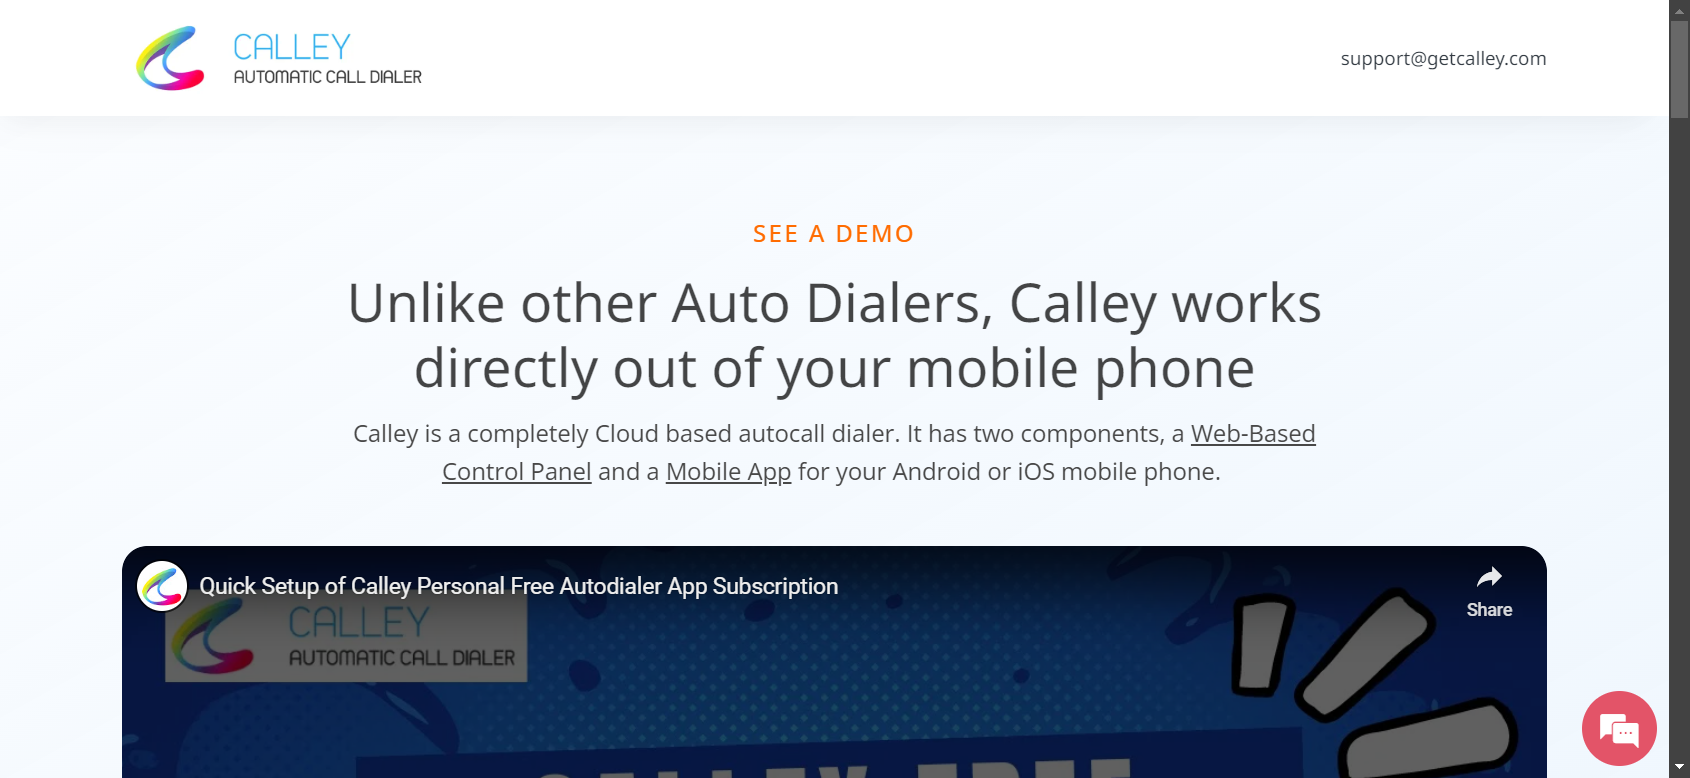 CALLEY
AUTOMATIC CALL DIALER
support@getcalley.com
SEE A DEMO
Unlike other Auto Dialers, Calley works
directly out of your mobile phone
Calley is a completely Cloud based autocall dialer. It has two components, a Web-Based
Control Panel and a Mobile App for your Android or iOS mobile phone.
Quick Setup of Calley Personal Free Autodialer App Subscription
Share
CALLEY
AUTOMATIC CALL DIALER
CALLEY FREE